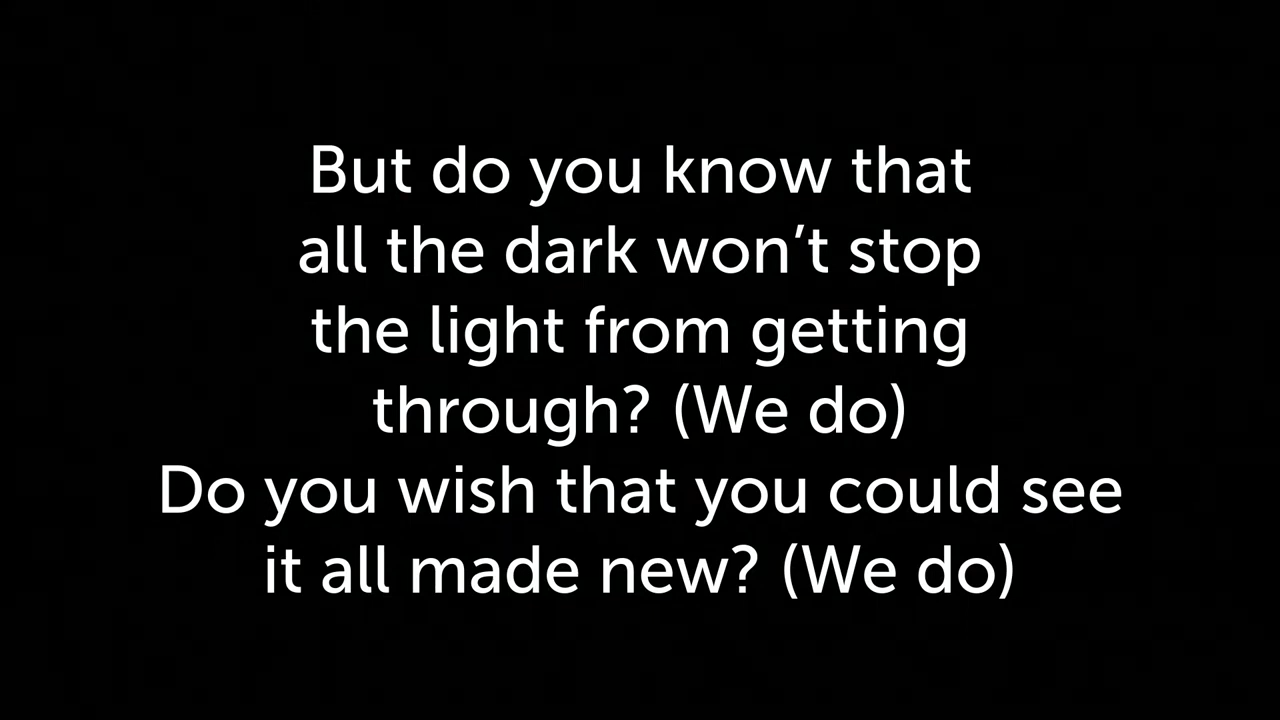 But do you know that
all the dark won’t stop
the light from getting
through? (We do)
Do you wish that you could see
it all made new? (We do)